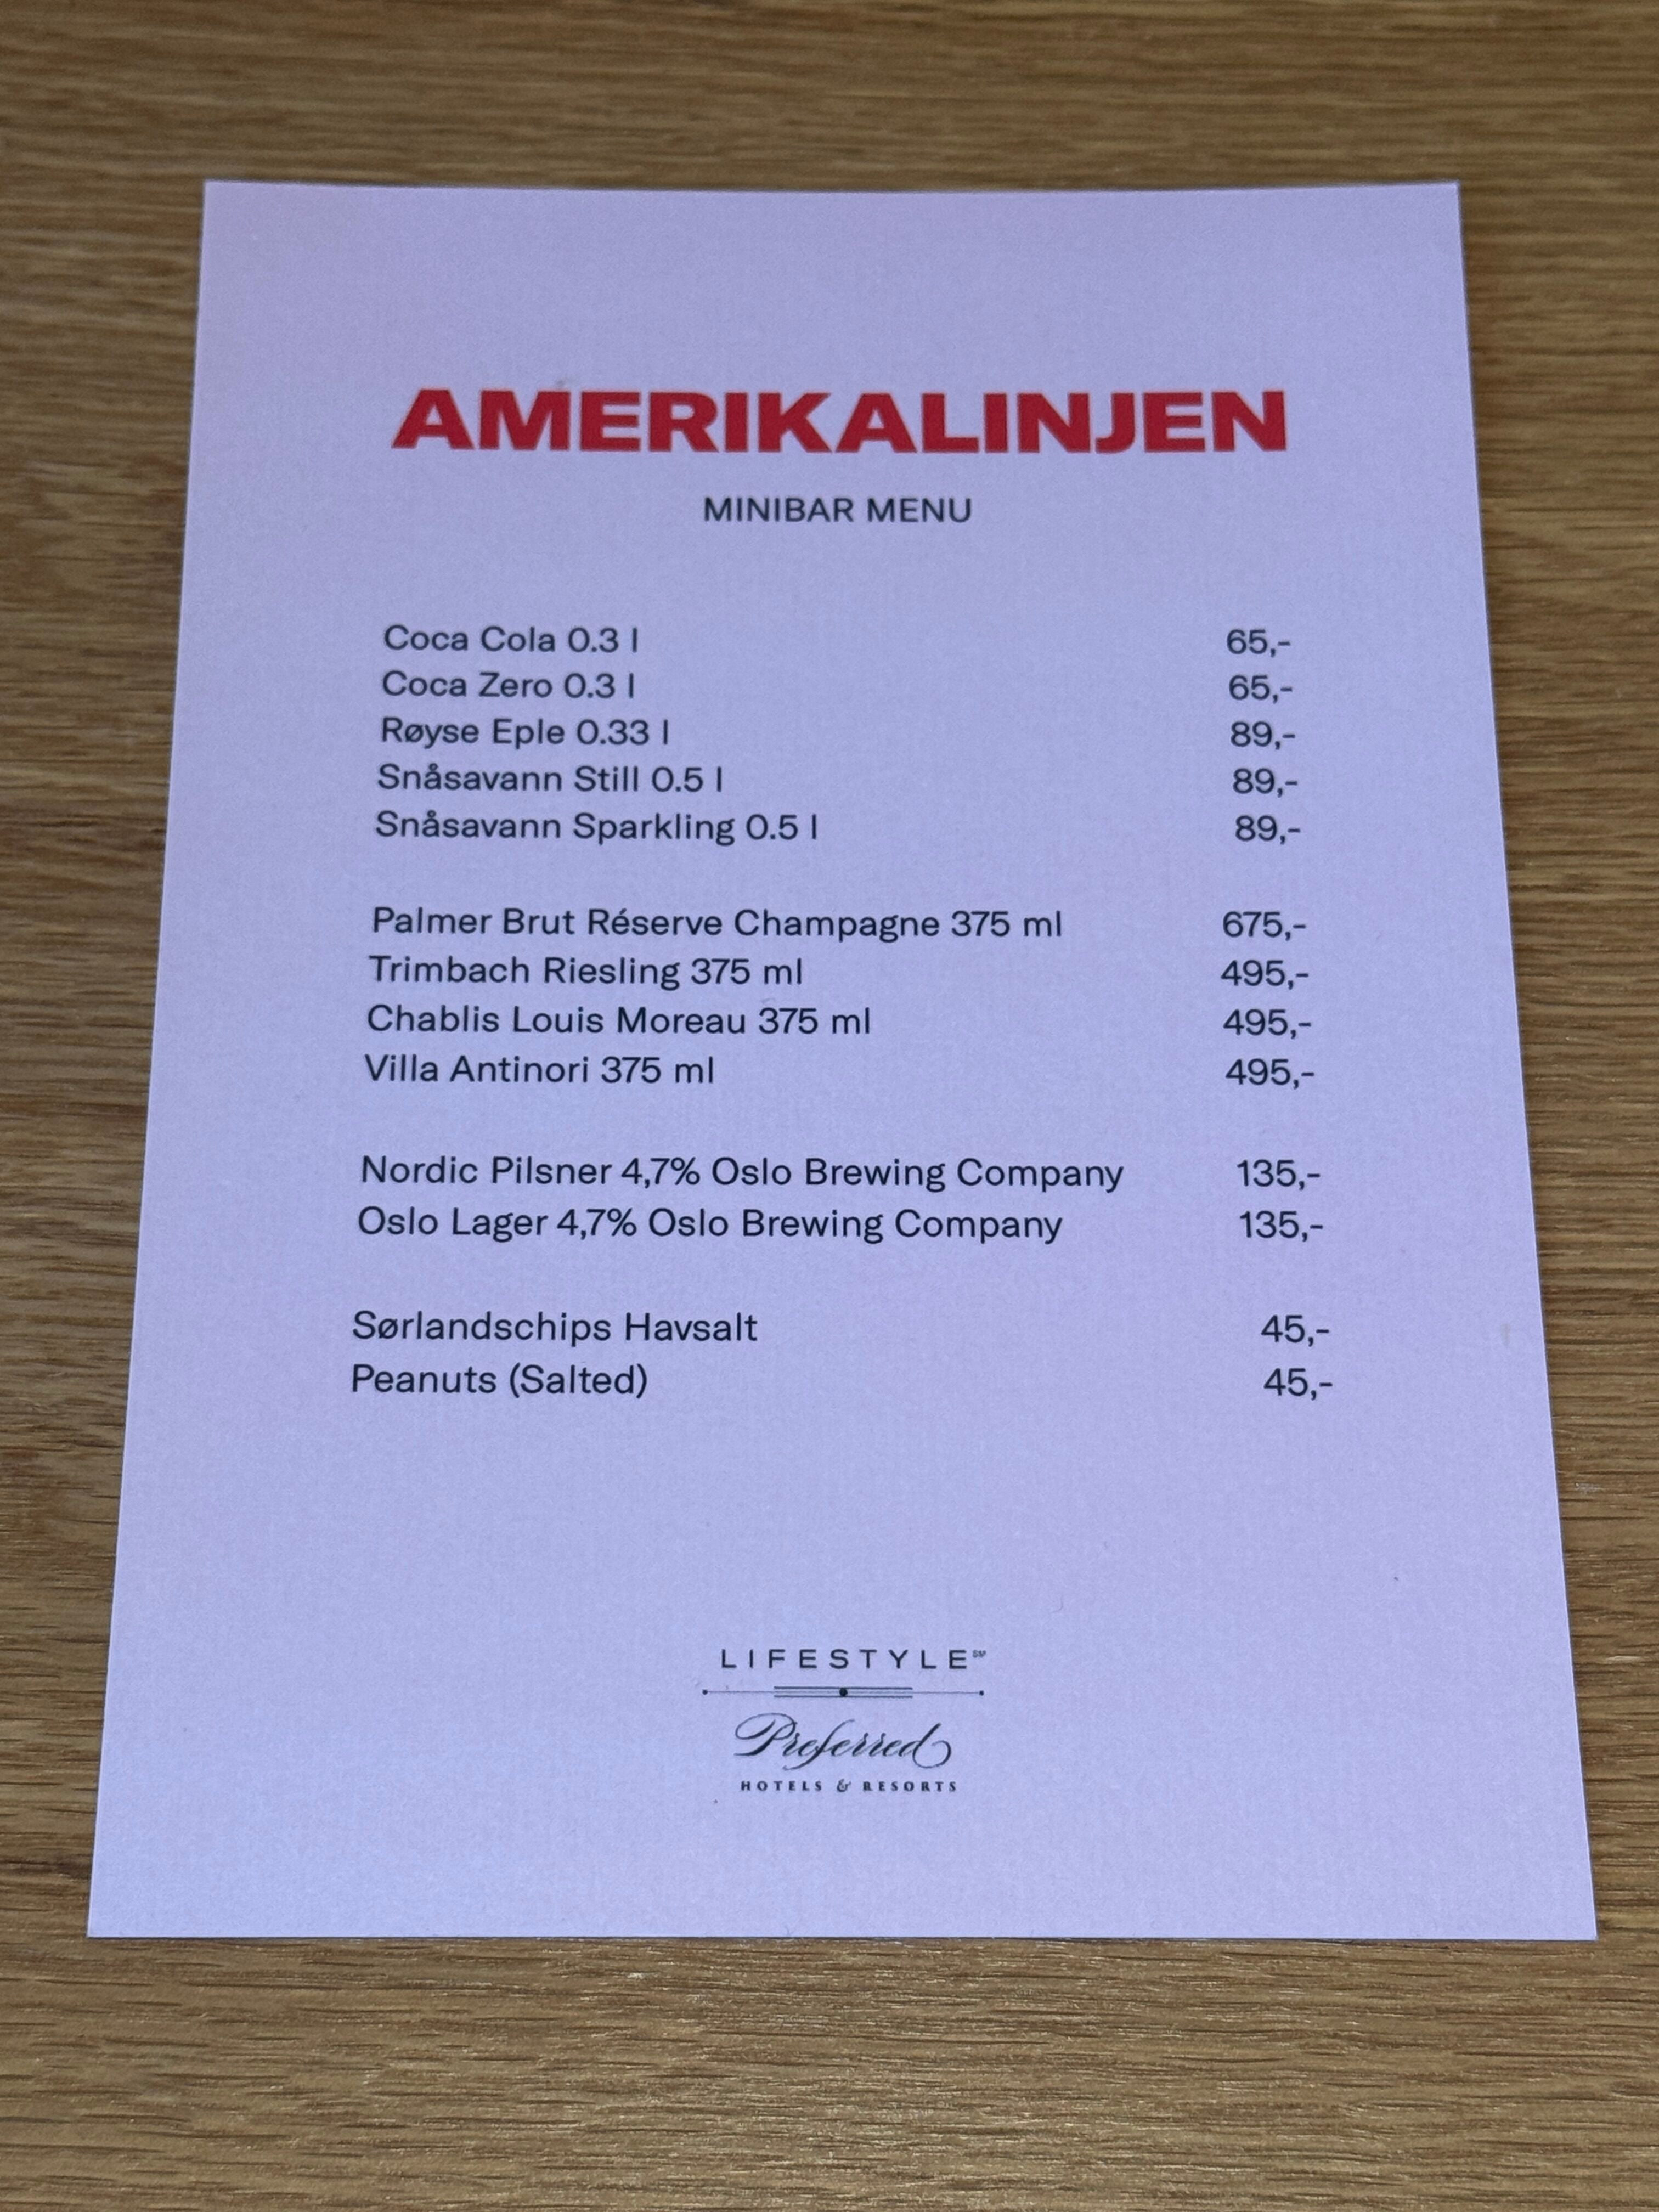 AMERIKALINJEN
MINIBAR MENU
Coca Cola 0.3 l 65,-
Coca Zero 0.3 l 65,-
Røyse Eple 0.33 l 89,-
Snåsavann Still 0.5 l 89,-
Snåsavann Sparkling 0.5 l 89,-
Palmer Brut Réserve Champagne 375 ml 675,-
Trimbach Riesling 375 ml 495,-
Chablis Louis Moreau 375 ml 495,-
Villa Antinori 375 ml 495,-
Nordic Pilsner 4,7% Oslo Brewing Company 135,-
Oslo Lager 4,7% Oslo Brewing Company 135,-
Sørlandschips Havsalt 45,-
Peanuts (Salted) 45,-
LIFESTYLE℠
Preferred
HOTELS & RESORTS